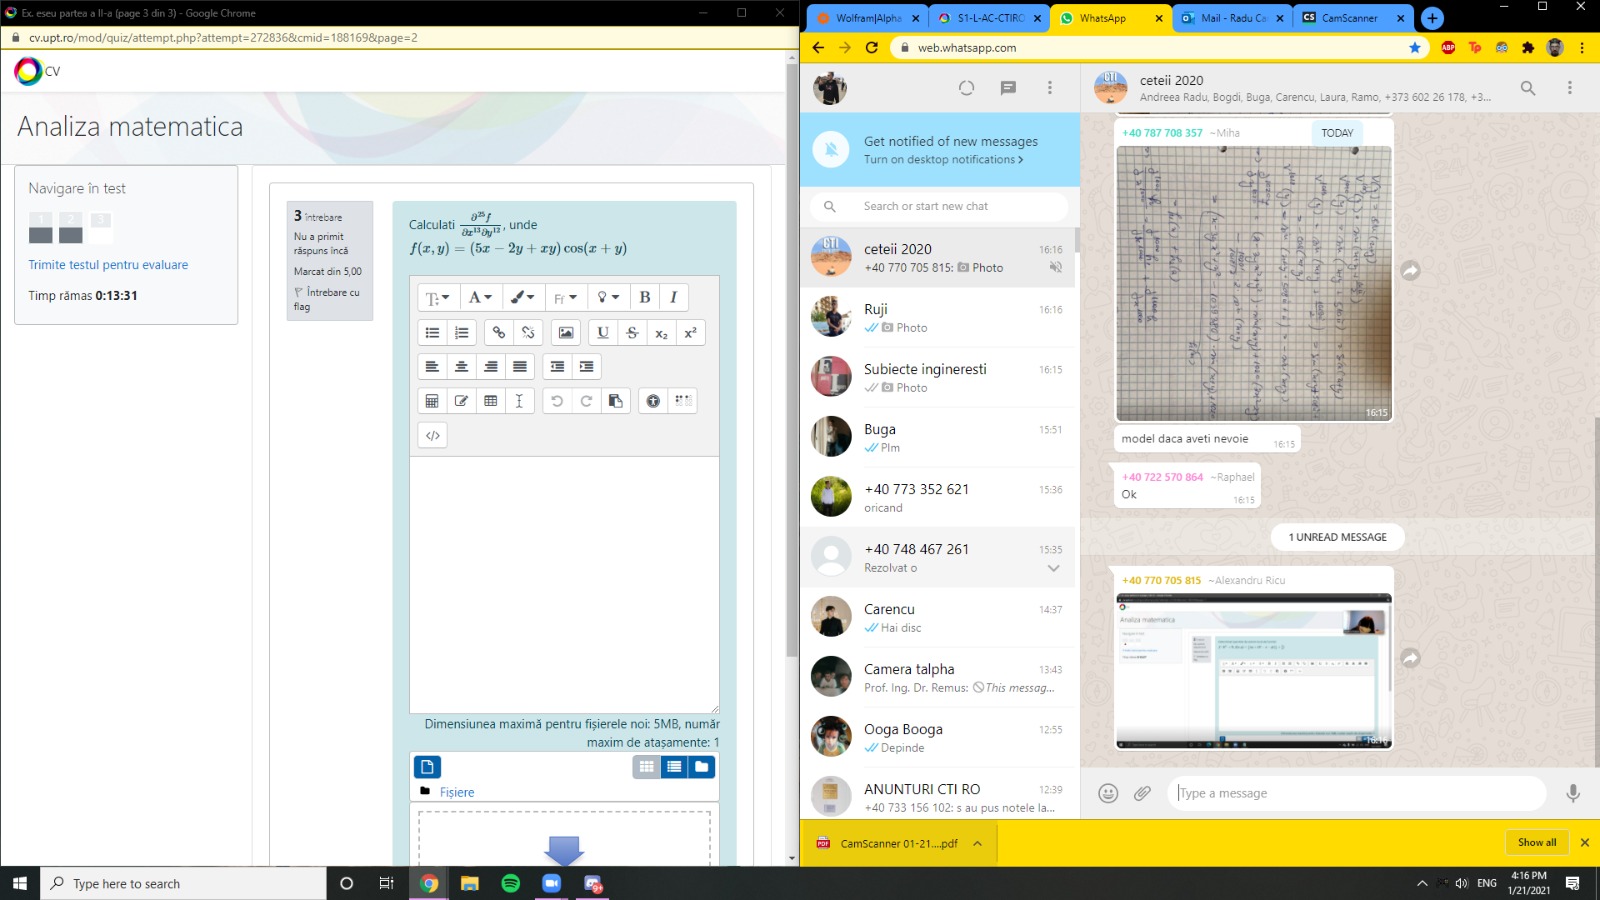 Ex. eseu partea a II-a (page 3 din 3) - Google Chrome
cv.upt.ro/mod/quiz/attempt.php?attempt=272836&cmid=188169&page=2
CV
Analiza matematica
Navigare în test
1 2 3
Trimite testul pentru evaluare
Timp rămas 0:13:31
3 întrebare
Nu a primit
răspuns încă
Marcat din 5,00
Întrebare cu
flag
Calculati ∂²⁵f/∂x¹³∂y¹², unde
f(x, y) = (5x − 2y + xy) cos(x + y)
Dimensiunea maximă pentru fișierele noi: 5MB, număr
maxim de atașamente: 1
Fișiere
Wolfram|Alpha
S1-L-AC-CTIRO
WhatsApp
Mail - Radu Ca
CamScanner
web.whatsapp.com
Get notified of new messages
Turn on desktop notifications
Search or start new chat
ceteii 2020 16:16
+40 770 705 815: Photo
Ruji 16:16
Photo
Subiecte ingineresti 16:15
Photo
Buga 15:51
Plm
+40 773 352 621 15:36
oricand
+40 748 467 261 15:35
Rezolvat o
Carencu 14:37
Hai disc
Camera talpha 13:43
Prof. Ing. Dr. Remus: This messag...
Ooga Booga 12:55
Depinde
ANUNTURI CTI RO 12:39
+40 733 156 102: s au pus notele la...
ceteii 2020
Andreea Radu, Bogdi, Buga, Carencu, Laura, Ramo, +373 602 26 178, +3...
+40 787 708 357 ~Miha
TODAY
16:15
model daca aveti nevoie 16:15
+40 722 570 864 ~Raphael
Ok 16:15
1 UNREAD MESSAGE
+40 770 705 815 ~Alexandru Ricu
Analiza matematica
16:16
Type a message
CamScanner 01-21....pdf
Show all
Type here to search
ENG
4:16 PM
1/21/2021